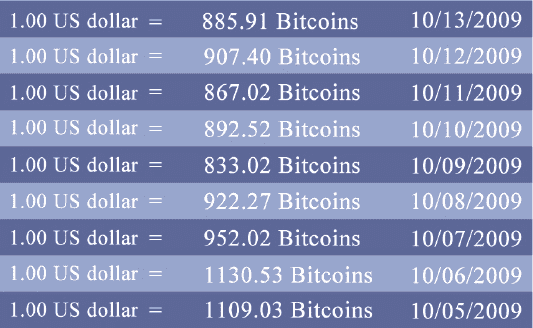 1.00 US dollar = 885.91 Bitcoins 10/13/2009
1.00 US dollar = 907.40 Bitcoins 10/12/2009
1.00 US dollar = 867.02 Bitcoins 10/11/2009
1.00 US dollar = 892.52 Bitcoins 10/10/2009
1.00 US dollar = 833.02 Bitcoins 10/09/2009
1.00 US dollar = 922.27 Bitcoins 10/08/2009
1.00 US dollar = 952.02 Bitcoins 10/07/2009
1.00 US dollar = 1130.53 Bitcoins 10/06/2009
1.00 US dollar = 1109.03 Bitcoins 10/05/2009